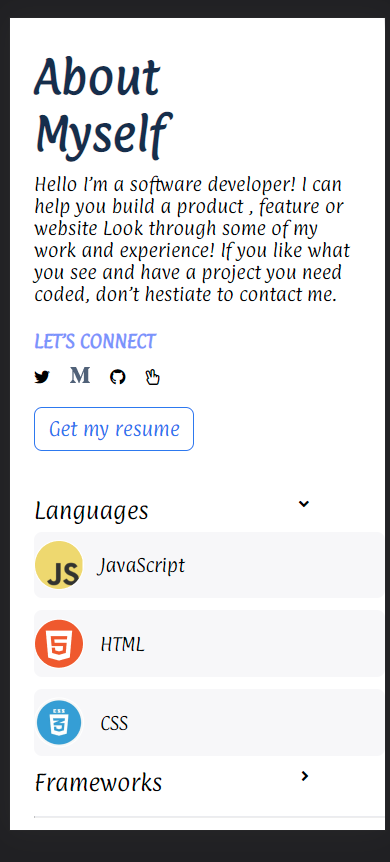 About
Myself
Hello I’m a software developer! I can
help you build a product , feature or
website Look through some of my
work and experience! If you like what
you see and have a project you need
coded, don’t hestiate to contact me.
LET’S CONNECT
M
Get my resume
Languages
JS
JavaScript
5
HTML
CSS
3
CSS
Frameworks